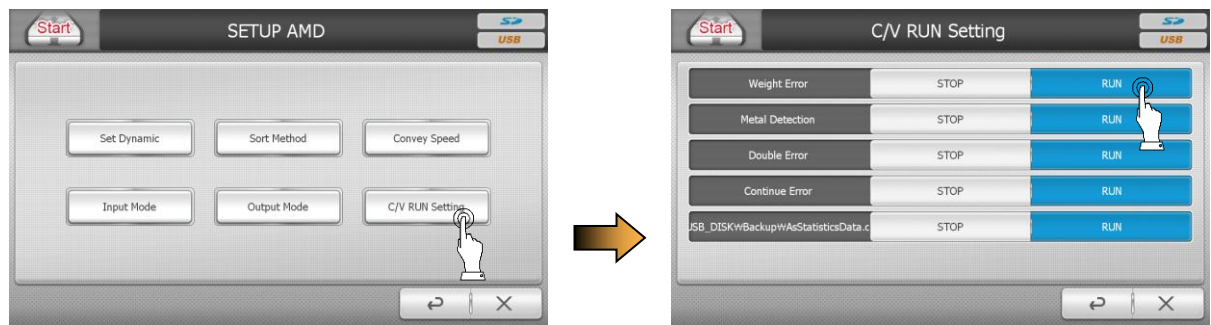 Start
SETUP AMD
SD
USB
Set Dynamic
Sort Method
Convey Speed
Input Mode
Output Mode
C/V RUN Setting
Start
C/V RUN Setting
SD
USB
Weight Error STOP RUN
Metal Detection STOP RUN
Double Error STOP RUN
Continue Error STOP RUN
JSB_DISK₩Backup₩AsStatisticsData.c STOP RUN